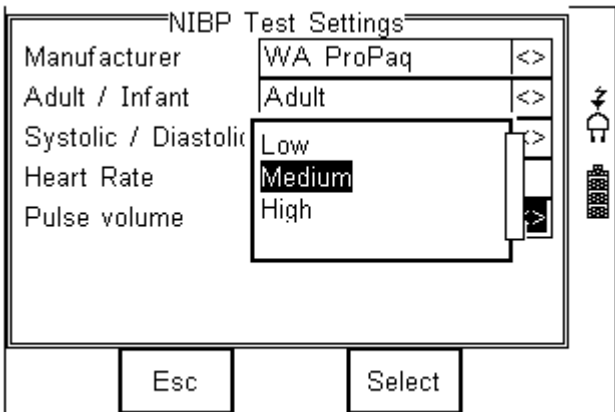 NIBP Test Settings
Manufacturer WA ProPaq <>
Adult / Infant Adult <>
Systolic / Diastolic <>
Low
Heart Rate Medium
Pulse volume High <>
Esc Select